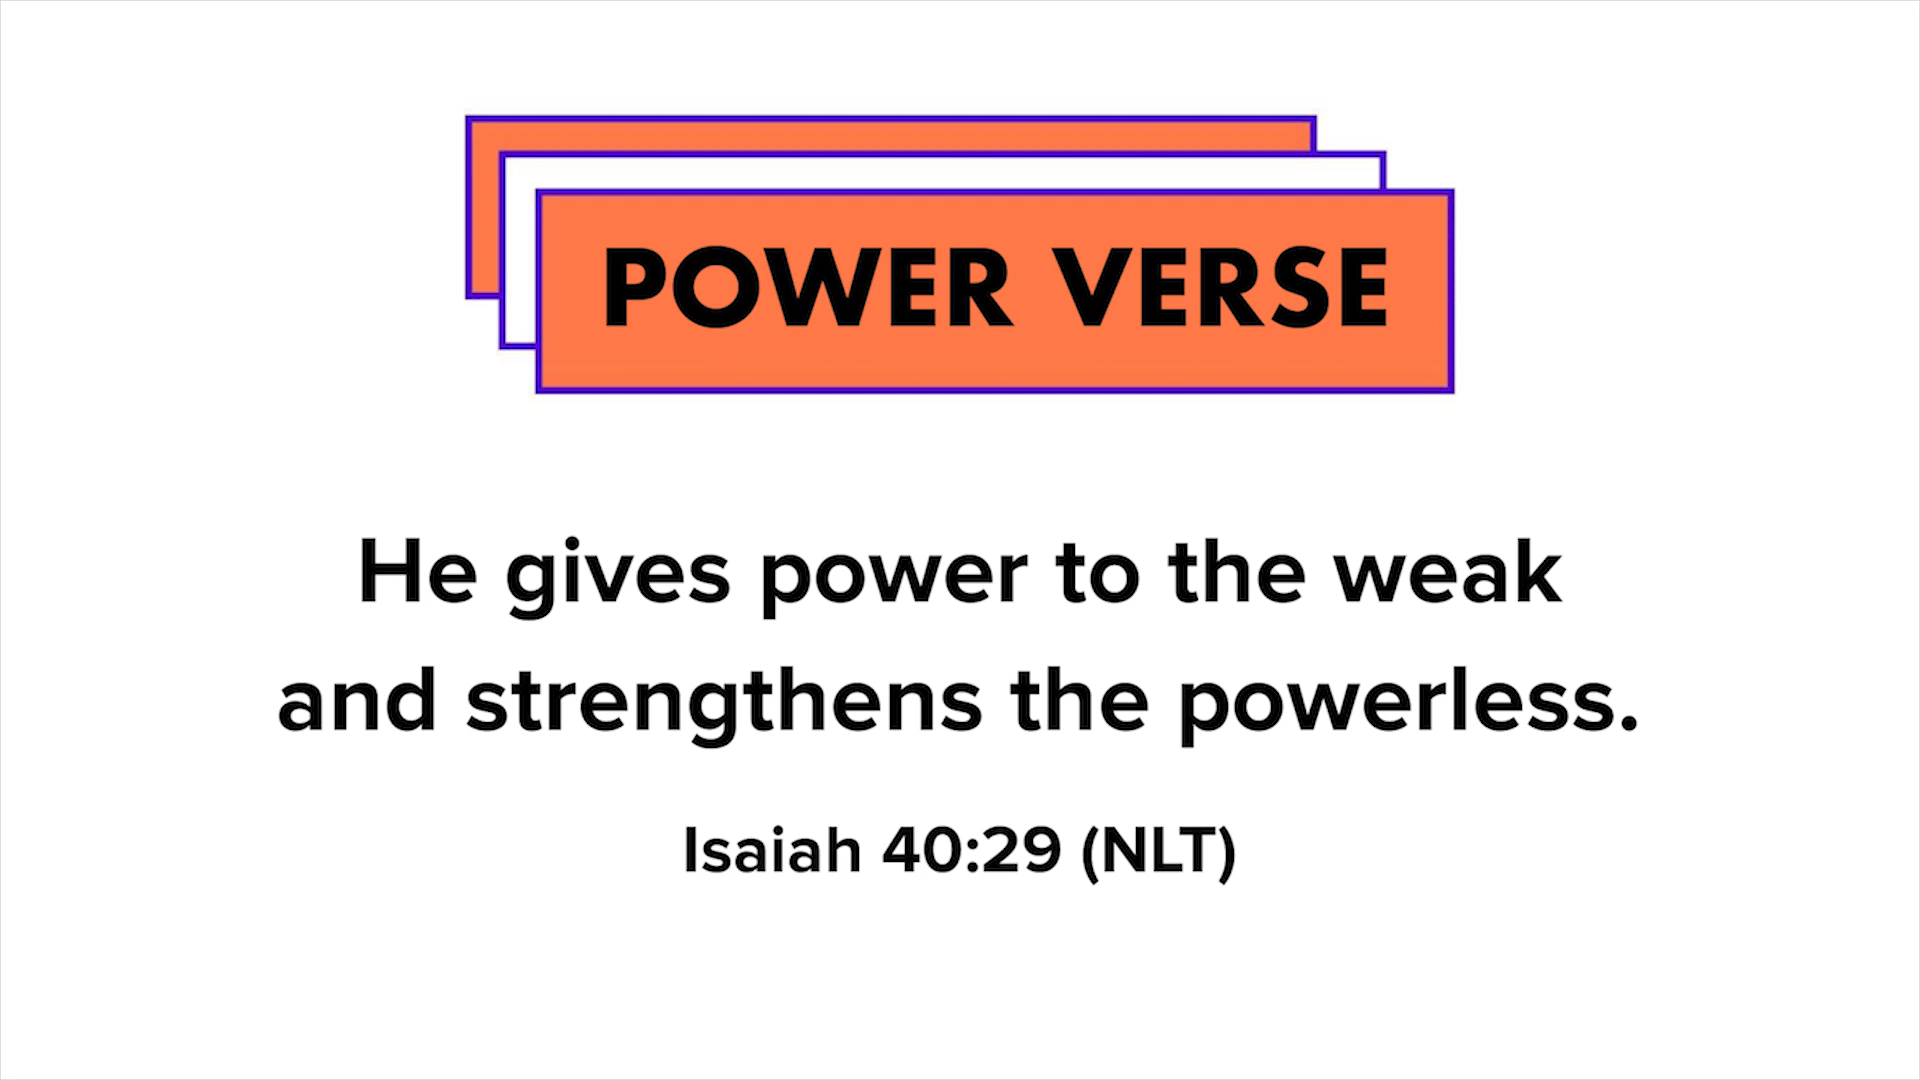 POWER VERSE
He gives power to the weak
and strengthens the powerless.
Isaiah 40:29 (NLT)